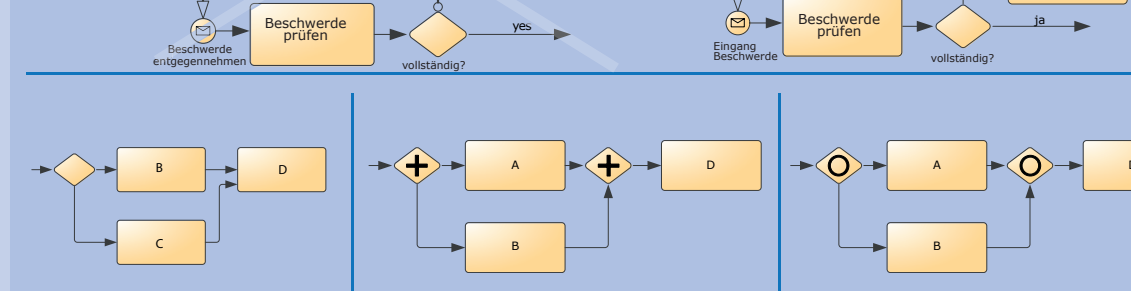 Beschwerde
prüfen
yes
Beschwerde
entgegennehmen
vollständig?
Beschwerde
prüfen
ja
Eingang
Beschwerde
vollständig?
B
D
C
A
D
B
A
B